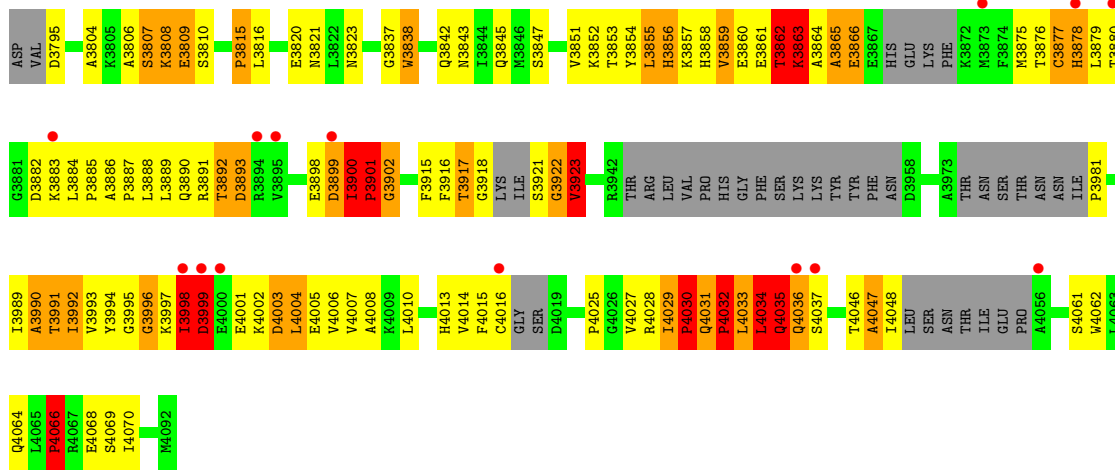 ASP VAL D3795 A3804 K3805 A3806 S3807 K3808 E3809 S3810 P3815 L3816 E3820 N3821 L3822 N3823 G3837 W3838 Q3842 N3843 I3844 Q3845 M3846 S3847 V3851 K3852 T3853 Y3854 L3855 H3856 K3857 H3858 V3859 E3860 E3861 T3862 K3863 A3864 A3865 E3866 E3867 HIS GLU LYS PHE K3872 M3873 F3874 M3875 T3876 C3877 H3878 L3879
G3881 D3882 K3883 L3884 P3885 A3886 P3887 L3888 L3889 Q3890 R3891 T3892 D3893 R3894 V3895 E3898 D3899 I3900 P3901 G3902 F3915 F3916 T3917 G3918 LYS ILE S3921 G3922 V3923 R3942 THR ARG LEU VAL PRO HIS GLY PHE SER LYS LYS TYR TYR PHE ASN D3958 A3973 THR ASN SER THR ASN ASN ILE P3981
I3989 A3990 T3991 I3992 V3993 Y3994 G3995 G3996 K3997 I3998 D3999 E4000 E4001 K4002 D4003 L4004 E4005 V4006 V4007 A4008 K4009 L4010 H4013 V4014 F4015 C4016 GLY SER D4019 P4025 G4026 V4027 R4028 I4029 P4030 Q4031 P4032 L4033 L4034 Q4035 Q4036 S4037 T4046 A4047 I4048 LEU SER ASN THR ILE GLU PRO A4056 S4061 W4062
Q4064 L4065 P4066 R4067 E4068 S4069 I4070 M4092